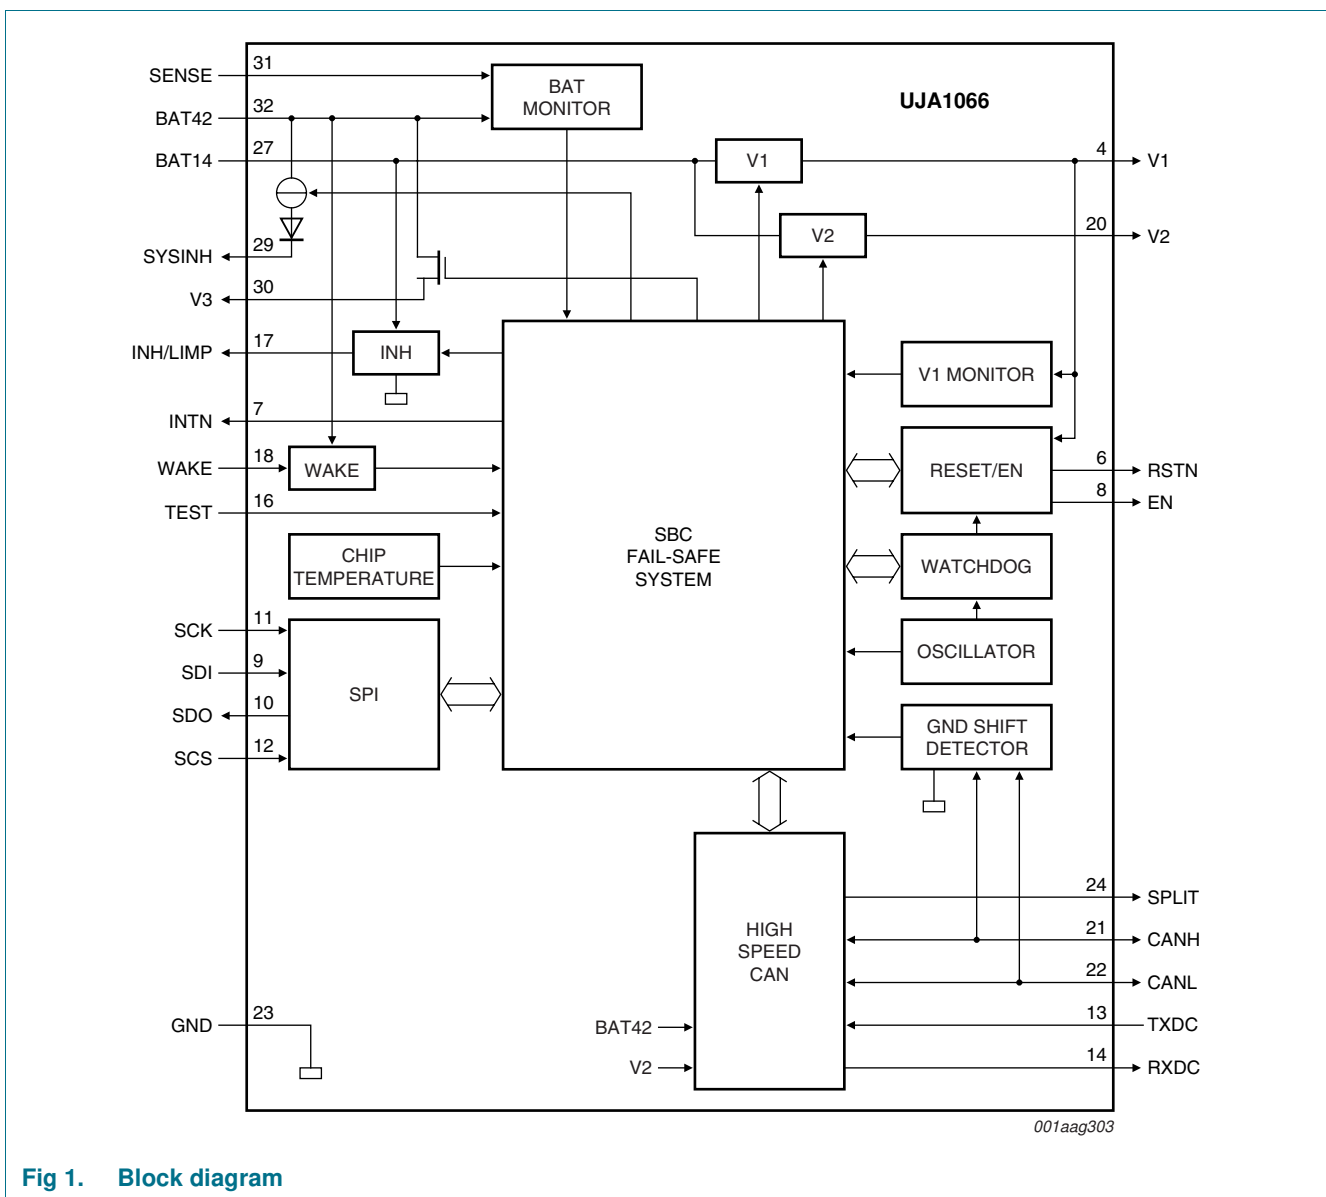 UJA1066
SENSE 31
BAT42 32
BAT14 27
SYSINH 29
V3 30
INH/LIMP 17
INTN 7
WAKE 18
TEST 16
SCK 11
SDI 9
SDO 10
SCS 12
GND 23
BAT
MONITOR
V1
V2
INH
WAKE
CHIP
TEMPERATURE
SPI
SBC
FAIL-SAFE
SYSTEM
V1 MONITOR
RESET/EN
WATCHDOG
OSCILLATOR
GND SHIFT
DETECTOR
HIGH
SPEED
CAN
BAT42
V2
4 V1
20 V2
6 RSTN
8 EN
24 SPLIT
21 CANH
22 CANL
13 TXDC
14 RXDC
001aag303
Fig 1. Block diagram